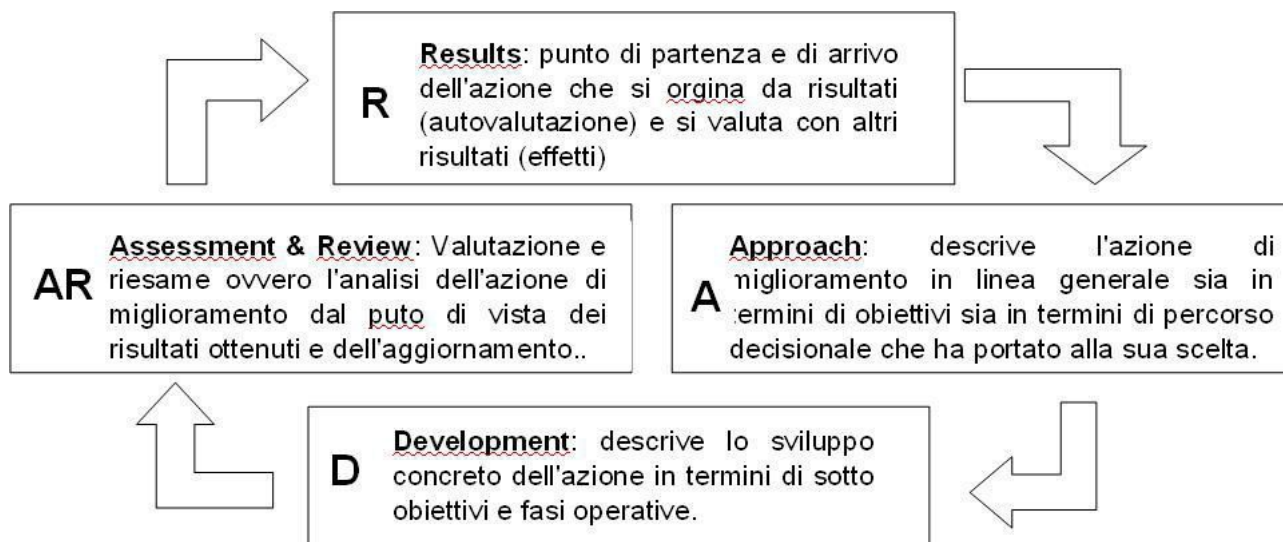 R
Results: punto di partenza e di arrivo
dell'azione che si orgina da risultati
(autovalutazione) e si valuta con altri
risultati (effetti)
AR
Assessment & Review: Valutazione e
riesame ovvero l'analisi dell'azione di
miglioramento dal puto di vista dei
risultati ottenuti e dell'aggiornamento..
A
Approach: descrive l'azione di
miglioramento in linea generale sia in
termini di obiettivi sia in termini di percorso
decisionale che ha portato alla sua scelta.
D
Development: descrive lo sviluppo
concreto dell'azione in termini di sotto
obiettivi e fasi operative.